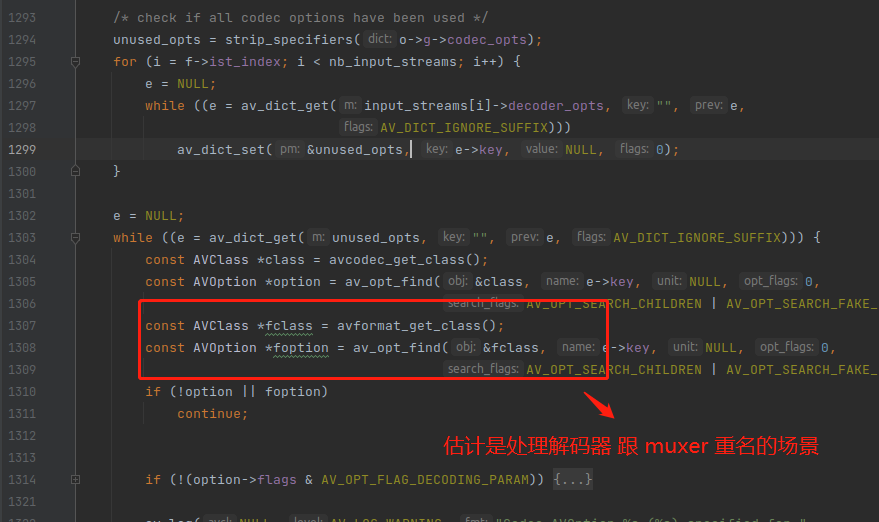 1293 /* check if all codec options have been used */
1294 unused_opts = strip_specifiers( dict: o->g->codec_opts);
1295 for (i = f->ist_index; i < nb_input_streams; i++) {
1296 e = NULL;
1297 while ((e = av_dict_get( m: input_streams[i]->decoder_opts, key: "", prev: e,
1298 flags: AV_DICT_IGNORE_SUFFIX)))
1299 av_dict_set( pm: &unused_opts, key: e->key, value: NULL, flags: 0);
1300 }
1301
1302 e = NULL;
1303 while ((e = av_dict_get( m: unused_opts, key: "", prev: e, flags: AV_DICT_IGNORE_SUFFIX))) {
1304 const AVClass *class = avcodec_get_class();
1305 const AVOption *option = av_opt_find( obj: &class, name: e->key, unit: NULL, opt_flags: 0,
1306 search_flags: AV_OPT_SEARCH_CHILDREN | AV_OPT_SEARCH_FAKE_
1307 const AVClass *fclass = avformat_get_class();
1308 const AVOption *foption = av_opt_find( obj: &fclass, name: e->key, unit: NULL, opt_flags: 0,
1309 search_flags: AV_OPT_SEARCH_CHILDREN | AV_OPT_SEARCH_FAKE_
1310 if (!option || foption)
1311 continue;
1312
1313
估计是处理解码器 跟 muxer 重名的场景
1314 if (!(option->flags & AV_OPT_FLAG_DECODING_PARAM)) {...}
1321